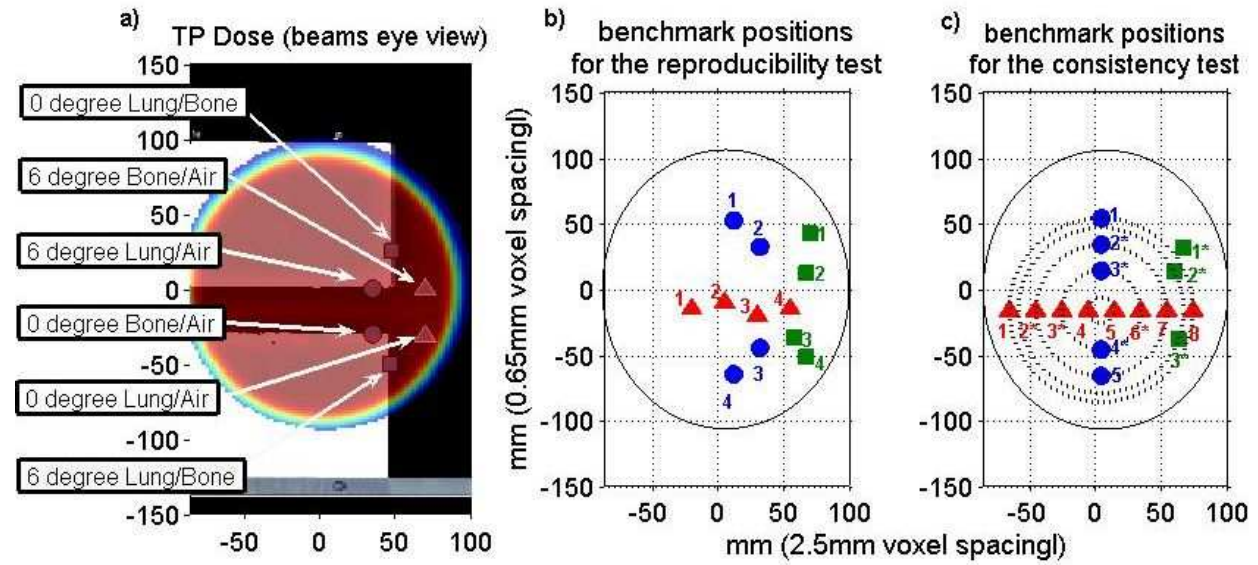 a)
TP Dose (beams eye view)
150
100
50
0
-50
-100
-150
-50 0 50 100
0 degree Lung/Bone
6 degree Bone/Air
6 degree Lung/Air
0 degree Bone/Air
0 degree Lung/Air
6 degree Lung/Bone
b)
benchmark positions
for the reproducibility test
mm (0.65mm voxel spacingl)
150
100
50
0
-50
-100
-150
-50 0 50 100
1
2
3
4
1
2
3
4
1
2
3
4
c)
benchmark positions
for the consistency test
150
100
50
0
-50
-100
-150
-50 0 50 100
1
2*
3*
4*
5
1*
2*
3*
1 2* 3* 4 5 6* 7 8
mm (2.5mm voxel spacingl)